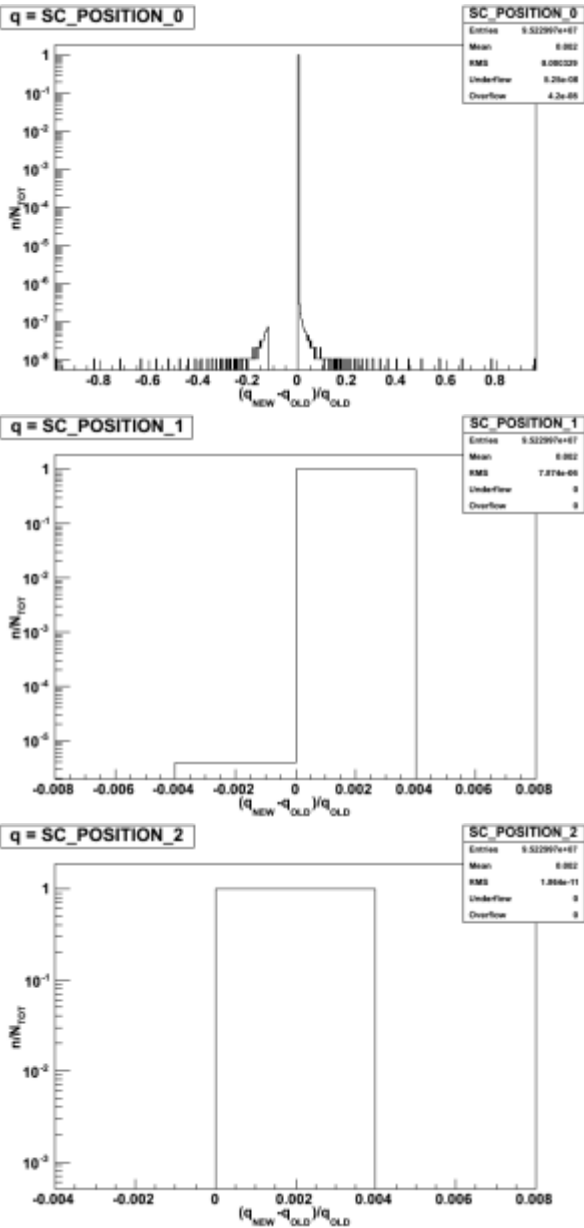 q = SC_POSITION_0
SC_POSITION_0
Entries 9.522997e+07
Mean 0.002
RMS
Underflow
Overflow 4.2e-05
n/N_TOT
1
10^-1
10^-2
10^-3
10^-4
10^-5
10^-6
10^-7
10^-8
-0.8 -0.6 -0.4 -0.2 0 0.2 0.4 0.6 0.8
(q_NEW -q_OLD)/q_OLD
q = SC_POSITION_1
SC_POSITION_1
Entries 9.522997e+07
Mean 0.002
RMS 7.874e-06
Underflow 0
Overflow 0
n/N_TOT
1
10^-1
10^-2
10^-3
10^-4
10^-5
-0.008 -0.006 -0.004 -0.002 0 0.002 0.004 0.006 0.008
(q_NEW -q_OLD)/q_OLD
q = SC_POSITION_2
SC_POSITION_2
Entries 9.522997e+07
Mean 0.002
RMS
Underflow 0
Overflow 0
n/N_TOT
1
10^-1
10^-2
10^-3
-0.004 -0.002 0 0.002 0.004 0.006 0.008
(q_NEW -q_OLD)/q_OLD